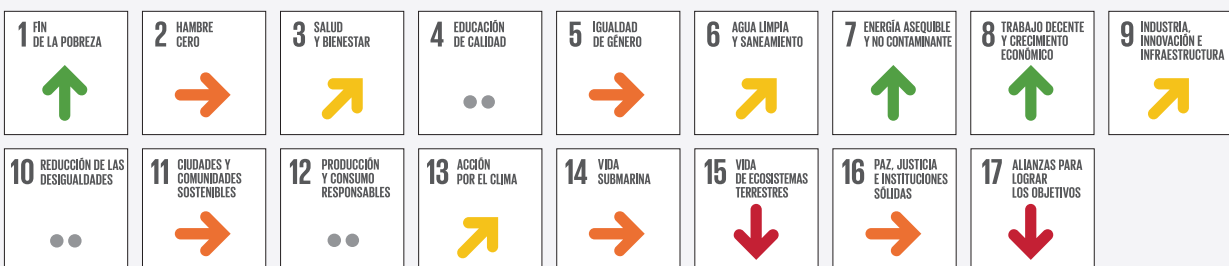 1 FIN
DE LA POBREZA
2 HAMBRE
CERO
3 SALUD
Y BIENESTAR
4 EDUCACIÓN
DE CALIDAD
5 IGUALDAD
DE GÉNERO
6 AGUA LIMPIA
Y SANEAMIENTO
7 ENERGÍA ASEQUIBLE
Y NO CONTAMINANTE
8 TRABAJO DECENTE
Y CRECIMIENTO
ECONÓMICO
9 INDUSTRIA,
INNOVACIÓN E
INFRAESTRUCTURA
10 REDUCCIÓN DE LAS
DESIGUALDADES
11 CIUDADES Y
COMUNIDADES
SOSTENIBLES
12 PRODUCCIÓN
Y CONSUMO
RESPONSABLES
13 ACCIÓN
POR EL CLIMA
14 VIDA
SUBMARINA
15 VIDA
DE ECOSISTEMAS
TERRESTRES
16 PAZ, JUSTICIA
E INSTITUCIONES
SÓLIDAS
17 ALIANZAS PARA
LOGRAR
LOS OBJETIVOS